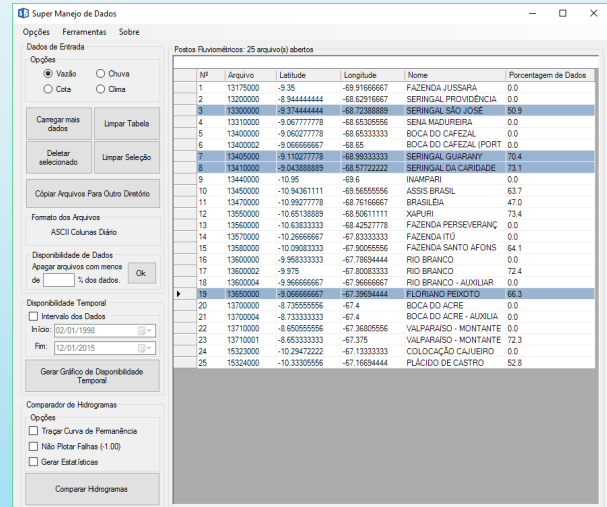 Super Manejo de Dados
Opções Ferramentas Sobre
Dados de Entrada
Opções
Vazão Chuva
Cota Clima
Carregar mais dados
Limpar Tabela
Deletar selecionado
Limpar Seleção
Cópiar Arquivos Para Outro Diretório
Formato dos Arquivos
ASCII Colunas Diário
Disponibilidade de Dados
Apagar arquivos com menos
de % dos dados.
Ok
Disponibilidade Temporal
Intervalo dos Dados
Início: 02/01/1998
Fim: 12/01/2015
Gerar Gráfico de Disponibilidade Temporal
Comparador de Hidrogramas
Opções
Traçar Curva de Permanência
Não Plotar Falhas (-1.00)
Gerar Estatísticas
Comparar Hidrogramas
Postos Fluviométricos: 25 arquivo(s) abertos
Nº Arquivo Latitude Longitude Nome Porcentagem de Dados
1 13175000 -9.35 -69.91666667 FAZENDA JUSSARA 0.0
2 13200000 -8.944444444 -68.62916667 SERINGAL PROVIDÊNCIA 0.0
3 13300000 -9.374444444 -68.72388889 SERINGAL SÃO JOSÉ 50.9
4 13310000 -9.067777778 -68.65305556 SENA MADUREIRA 0.0
5 13400000 -9.060277778 -68.65333333 BOCA DO CAFEZAL 0.0
6 13400002 -9.066666667 -68.65 BOCA DO CAFEZAL (PORT 0.0
7 13405000 -9.110277778 -68.99333333 SERINGAL GUARANY 70.4
8 13410000 -9.043888889 -68.57722222 SERINGAL DA CARIDADE 73.1
9 13440000 -10.95 -69.6 INAMPARI 0.0
10 13450000 -10.94361111 -69.56555556 ASSIS BRASIL 63.7
11 13470000 -10.99277778 -68.76166667 BRASILÉIA 47.0
12 13550000 -10.65138889 -68.50611111 XAPURI 73.4
13 13560000 -10.63833333 -68.42527778 FAZENDA PERSEVERANÇ 0.0
14 13570000 -10.26666667 -67.83333333 FAZENDA ITÚ 0.0
15 13580000 -10.09083333 -67.90055556 FAZENDA SANTO AFONS 64.1
16 13600000 -9.958333333 -67.78694444 RIO BRANCO 0.0
17 13600002 -9.975 -67.80083333 RIO BRANCO 72.4
18 13600004 -9.966666667 -67.96666667 RIO BRANCO - AUXILIAR 0.0
19 13650000 -9.066666667 -67.39694444 FLORIANO PEIXOTO 66.3
20 13700000 -8.735555556 -67.4 BOCA DO ACRE 0.0
21 13700004 -8.733333333 -67.4 BOCA DO ACRE - AUXILIA 0.0
22 13710000 -8.650555556 -67.36805556 VALPARAÍSO - MONTANTE 0.0
23 13710001 -8.653333333 -67.375 VALPARAÍSO - MONTANTE 72.3
24 15323000 -10.29472222 -67.13333333 COLOCAÇÃO CAJUEIRO 0.0
25 15324000 -10.33305556 -67.16694444 PLÁCIDO DE CASTRO 52.8